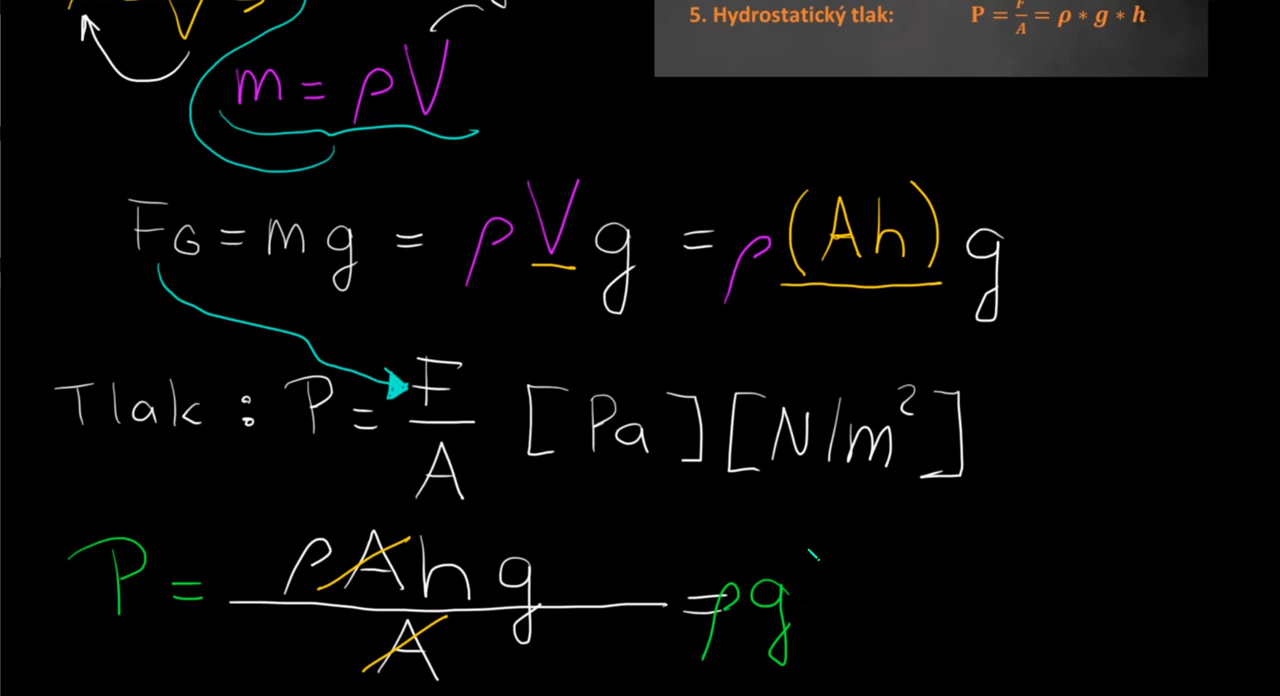 5. Hydrostatický tlak: P = F/A = ρ * g * h
m = ρV
F_G = mg = ρVg = ρ(Ah)g
Tlak: P = F/A [Pa] [N/m²]
P = ρAhg/A = ρg